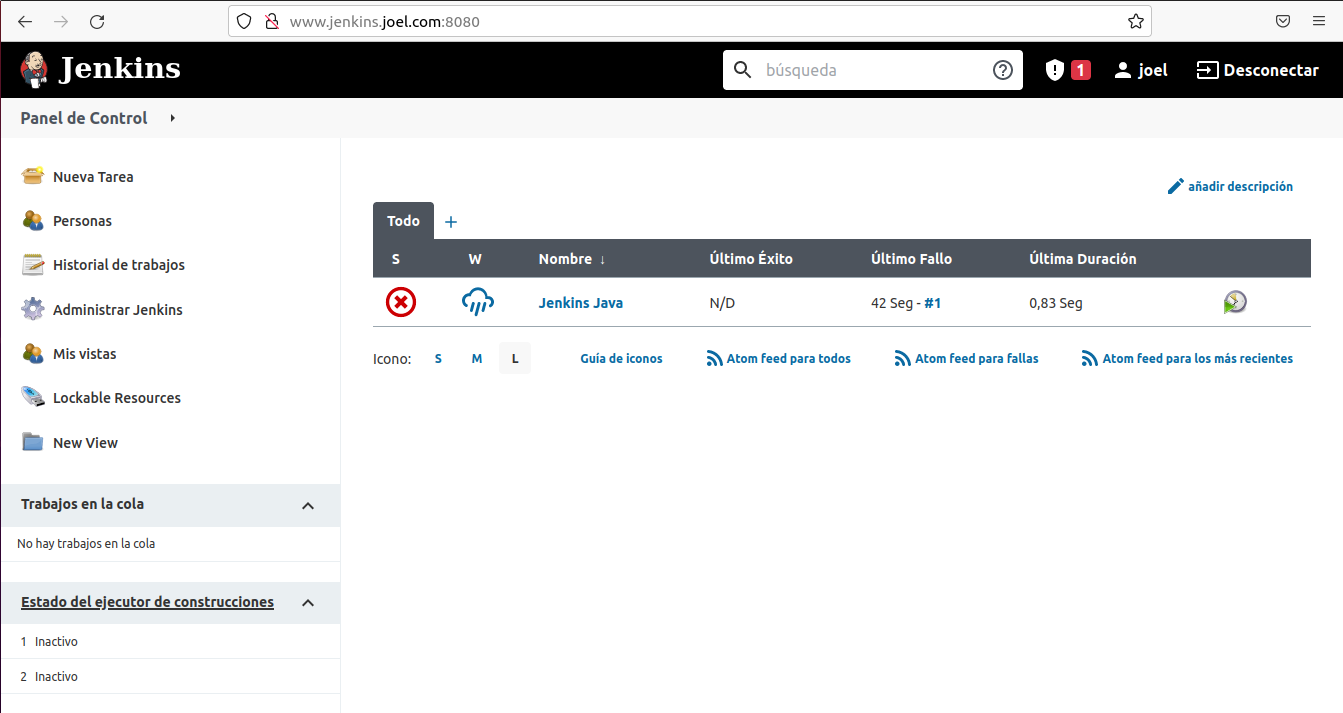 www.jenkins.joel.com:8080
Jenkins
búsqueda
1
joel
Desconectar
Panel de Control
Nueva Tarea
Personas
Historial de trabajos
Administrar Jenkins
Mis vistas
Lockable Resources
New View
Trabajos en la cola
No hay trabajos en la cola
Estado del ejecutor de construcciones
1 Inactivo
2 Inactivo
añadir descripción
Todo +
S W Nombre ↓ Último Éxito Último Fallo Última Duración
Jenkins Java N/D 42 Seg - #1 0,83 Seg
Icono: S M L Guía de iconos Atom feed para todos Atom feed para fallas Atom feed para los más recientes